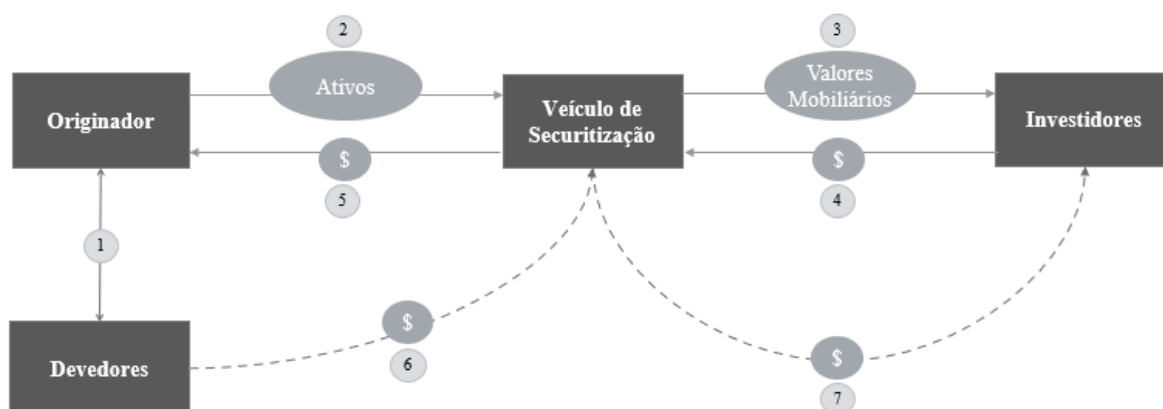 2
3
Ativos
Valores
Mobiliários
Originador
Veículo de
Securitização
Investidores
$
$
5
4
1
$
6
Devedores
$
7